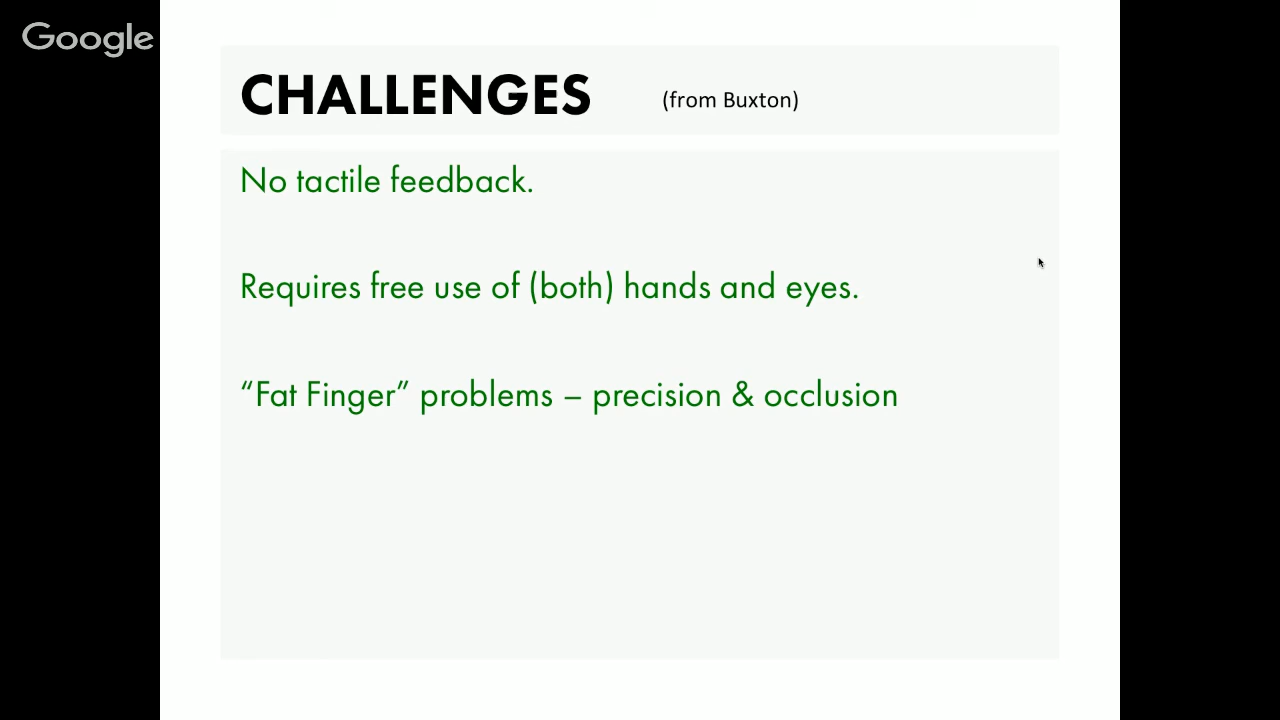 Google
CHALLENGES (from Buxton)
No tactile feedback.
Requires free use of (both) hands and eyes.
“Fat Finger” problems – precision & occlusion